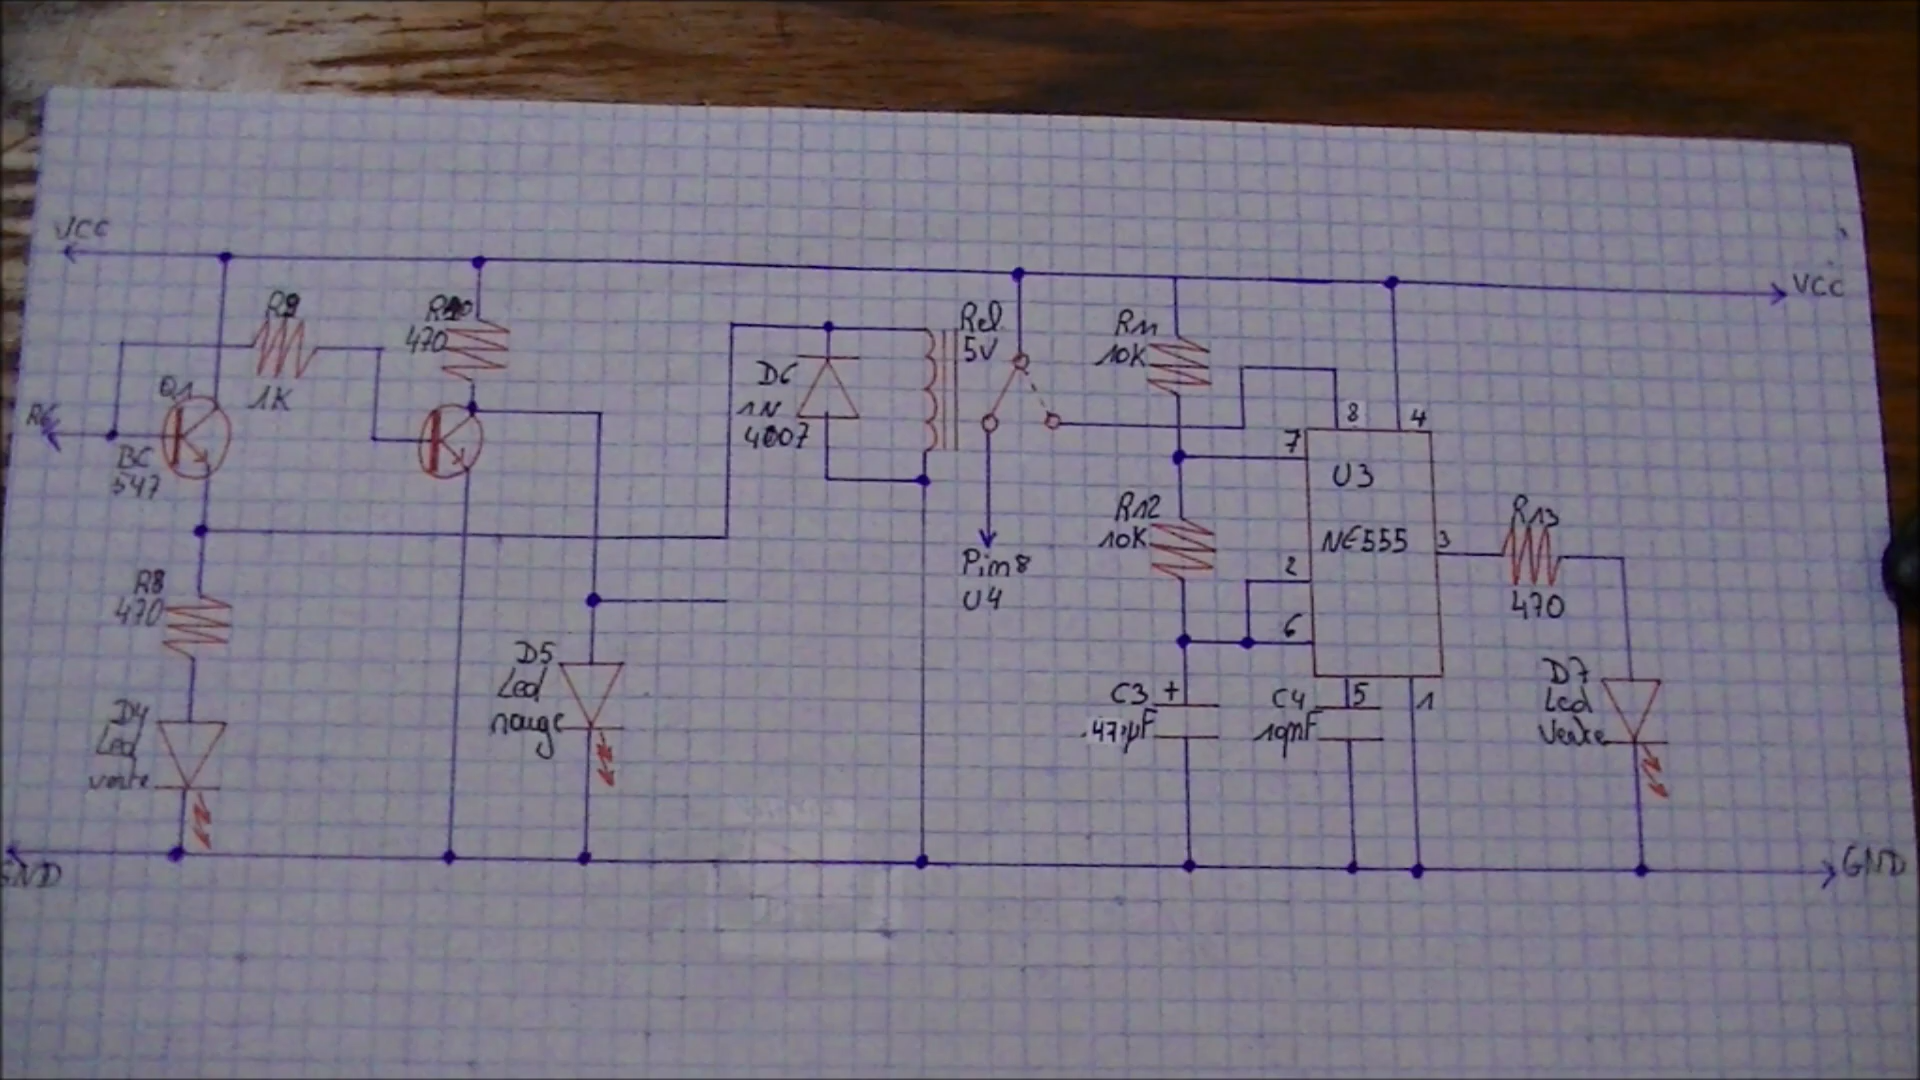 VCC
VCC
R9
1K
R10
470
Q1
R6
BC
547
D6
1N
4007
Rel
5V
R11
10K
8
4
7
U3
NE555
R12
10K
Pin8
U4
3
R13
470
2
6
R8
470
D5
Led
rouge
C3 +
47µF
C4
10nF
5
1
D7
Led
Verte
D4
Led
verte
GND
GND